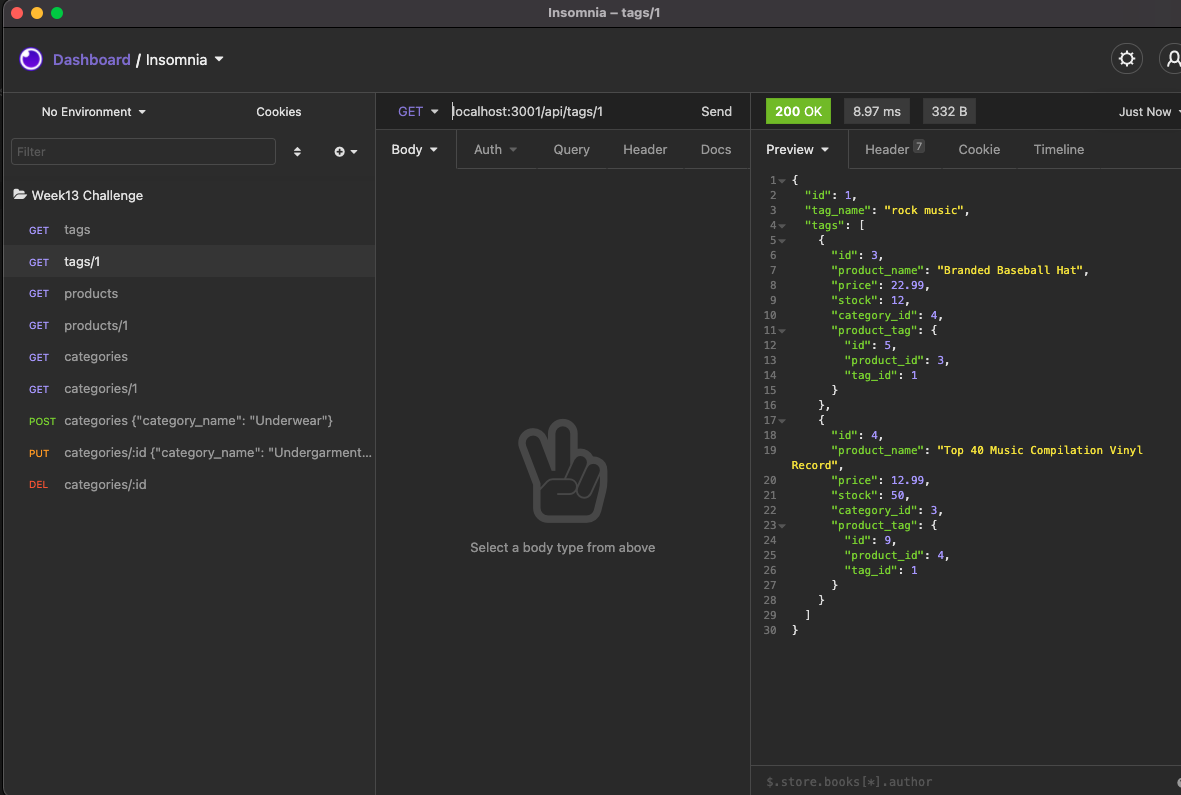 Insomnia – tags/1
Dashboard / Insomnia
No Environment
Cookies
Filter
Week13 Challenge
GET tags
GET tags/1
GET products
GET products/1
GET categories
GET categories/1
POST categories {"category_name": "Underwear"}
PUT categories/:id {"category_name": "Undergarment...
DEL categories/:id
GET localhost:3001/api/tags/1 Send
Body Auth Query Header Docs
Select a body type from above
200 OK 8.97 ms 332 B Just Now
Preview Header 7 Cookie Timeline
1 {
2 "id": 1,
3 "tag_name": "rock music",
4 "tags": [
5 {
6 "id": 3,
7 "product_name": "Branded Baseball Hat",
8 "price": 22.99,
9 "stock": 12,
10 "category_id": 4,
11 "product_tag": {
12 "id": 5,
13 "product_id": 3,
14 "tag_id": 1
15 }
16 },
17 {
18 "id": 4,
19 "product_name": "Top 40 Music Compilation Vinyl
Record",
20 "price": 12.99,
21 "stock": 50,
22 "category_id": 3,
23 "product_tag": {
24 "id": 9,
25 "product_id": 4,
26 "tag_id": 1
27 }
28 }
29 ]
30 }
$.store.books[*].author